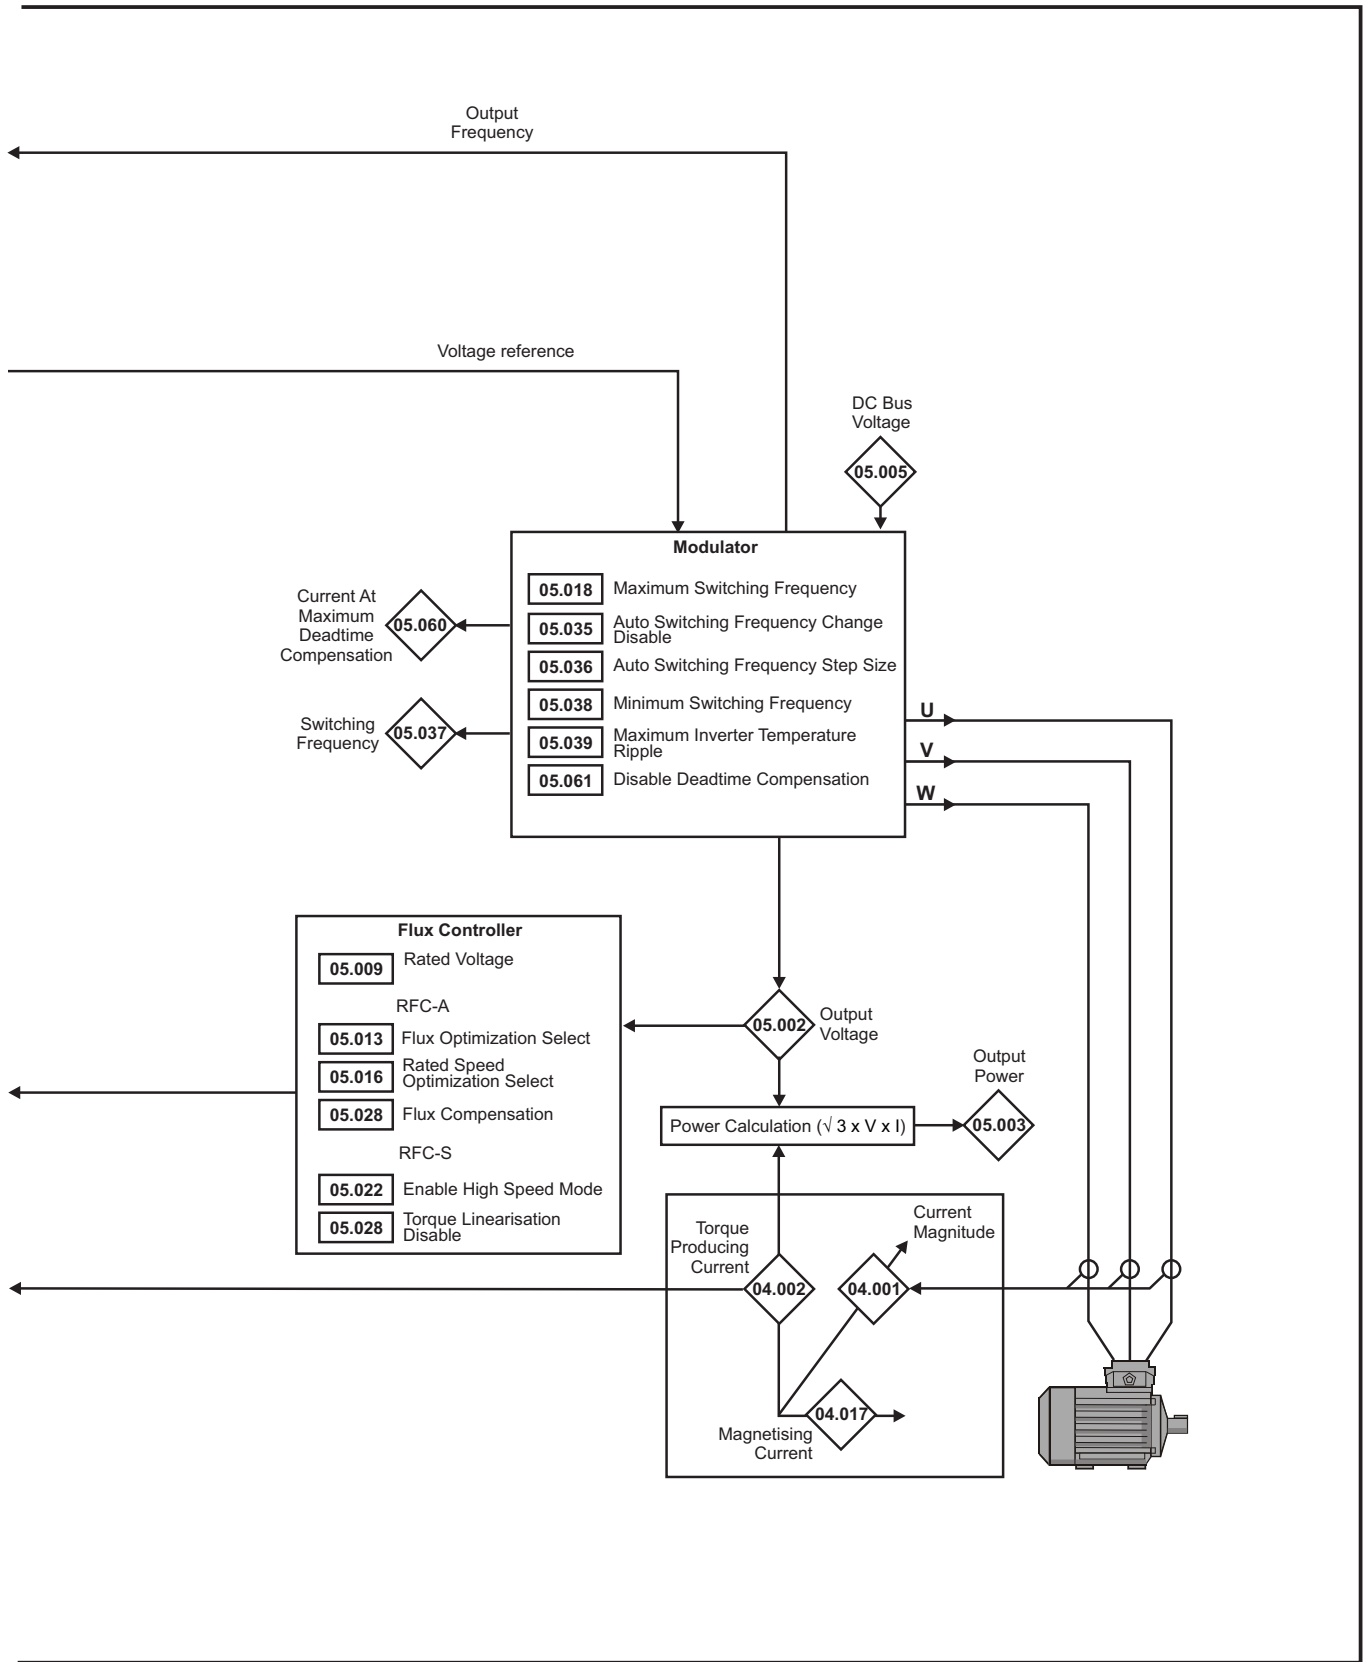 Output
Frequency
Voltage reference
DC Bus
Voltage
05.005
Modulator
05.018 Maximum Switching Frequency
05.035 Auto Switching Frequency Change
Disable
05.036 Auto Switching Frequency Step Size
05.038 Minimum Switching Frequency
05.039 Maximum Inverter Temperature
Ripple
05.061 Disable Deadtime Compensation
Current At
Maximum
Deadtime
Compensation
05.060
Switching
Frequency
05.037
U
V
W
Flux Controller
05.009 Rated Voltage
RFC-A
05.013 Flux Optimization Select
05.016 Rated Speed
Optimization Select
05.028 Flux Compensation
RFC-S
05.022 Enable High Speed Mode
05.028 Torque Linearisation
Disable
05.002
Output
Voltage
Output
Power
Power Calculation (√ 3 x V x I)
05.003
Torque
Producing
Current
04.002
Current
Magnitude
04.001
04.017
Magnetising
Current